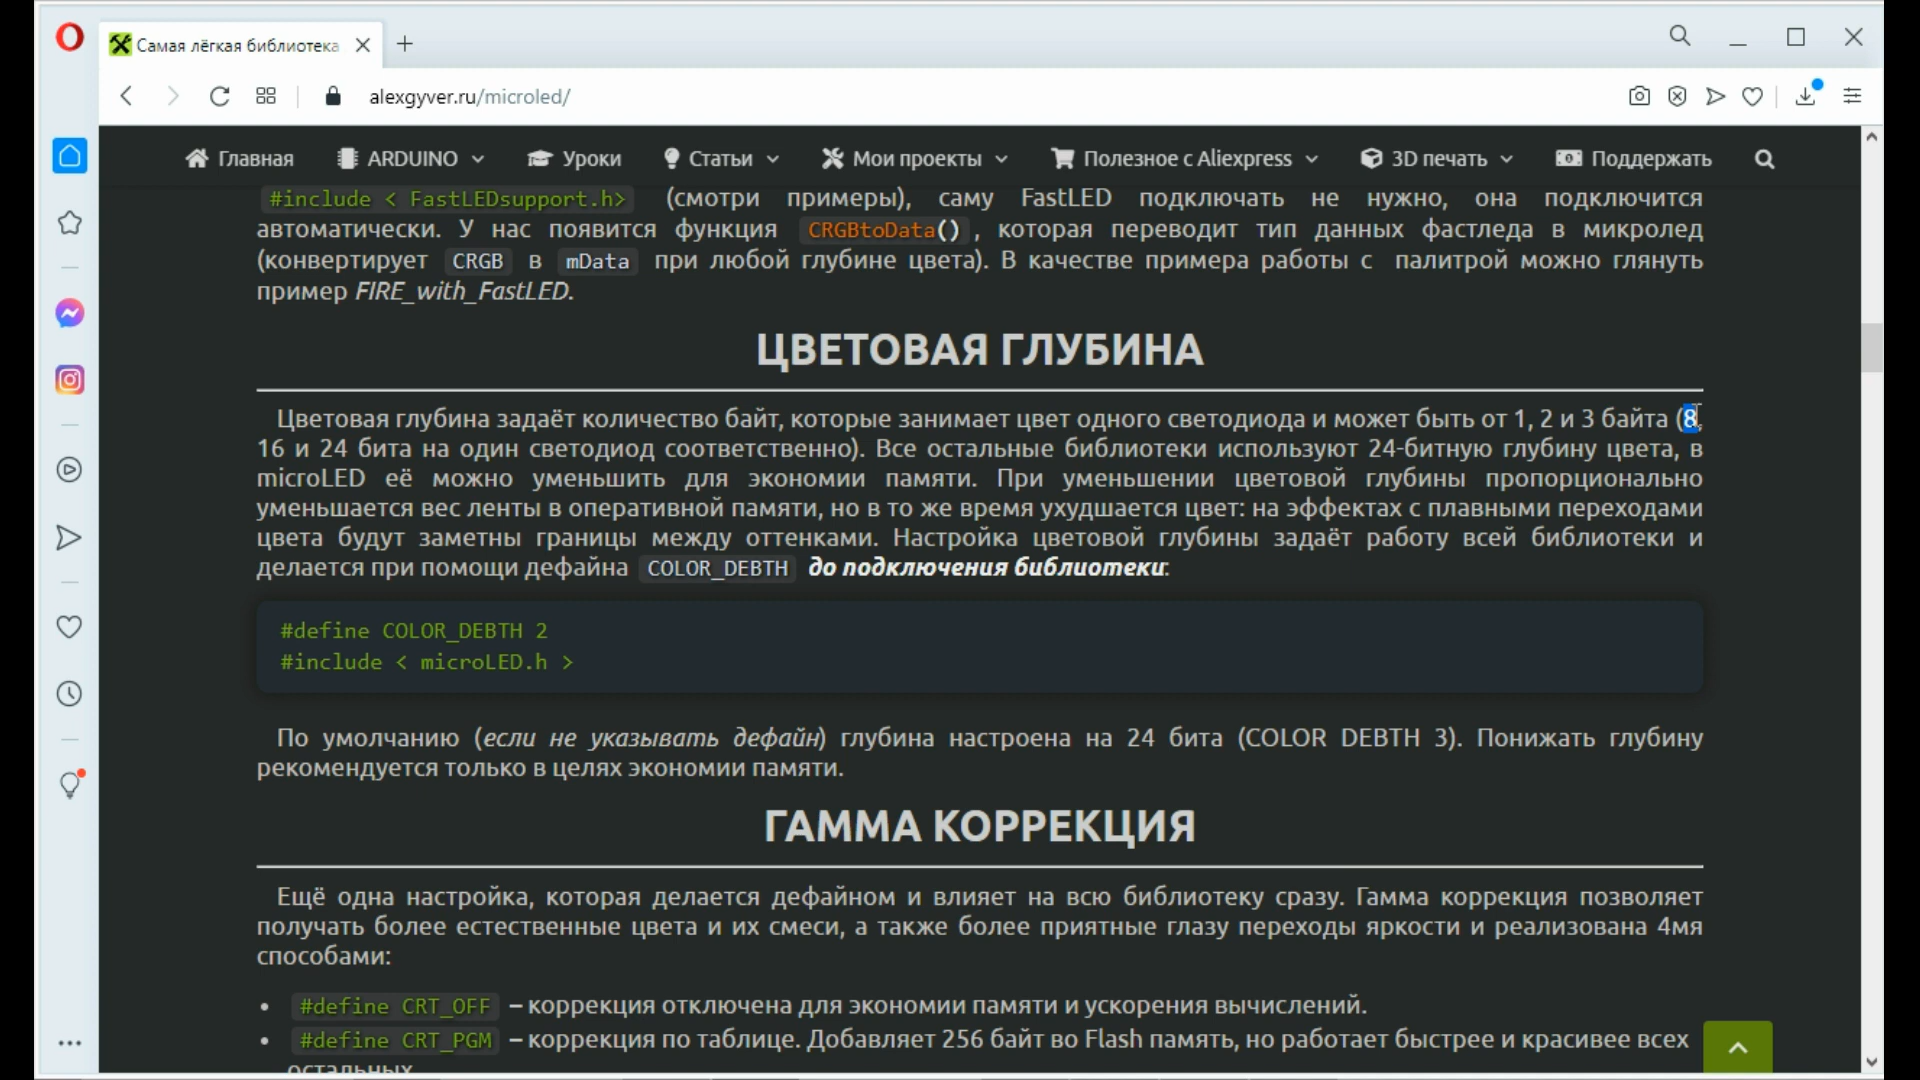 Самая лёгкая библиотека
alexgyver.ru/microled/
Главная ARDUINO Уроки Статьи Мои проекты Полезное с Aliexpress 3D печать Поддержать
#include < FastLEDsupport.h> (смотри примеры), саму FastLED подключать не нужно, она подключится
автоматически. У нас появится функция CRGBtoData(), которая переводит тип данных фастледа в микролед
(конвертирует CRGB в mData при любой глубине цвета). В качестве примера работы с палитрой можно глянуть
пример FIRE_with_FastLED.
ЦВЕТОВАЯ ГЛУБИНА
Цветовая глубина задаёт количество байт, которые занимает цвет одного светодиода и может быть от 1, 2 и 3 байта (8,
16 и 24 бита на один светодиод соответственно). Все остальные библиотеки используют 24-битную глубину цвета, в
microLED её можно уменьшить для экономии памяти. При уменьшении цветовой глубины пропорционально
уменьшается вес ленты в оперативной памяти, но в то же время ухудшается цвет: на эффектах с плавными переходами
цвета будут заметны границы между оттенками. Настройка цветовой глубины задаёт работу всей библиотеки и
делается при помощи дефайна COLOR_DEBTH до подключения библиотеки:
#define COLOR_DEBTH 2
#include < microLED.h >
По умолчанию (если не указывать дефайн) глубина настроена на 24 бита (COLOR DEBTH 3). Понижать глубину
рекомендуется только в целях экономии памяти.
ГАММА КОРРЕКЦИЯ
Ещё одна настройка, которая делается дефайном и влияет на всю библиотеку сразу. Гамма коррекция позволяет
получать более естественные цвета и их смеси, а также более приятные глазу переходы яркости и реализована 4мя
способами:
• #define CRT_OFF – коррекция отключена для экономии памяти и ускорения вычислений.
• #define CRT_PGM – коррекция по таблице. Добавляет 256 байт во Flash память, но работает быстрее и красивее всех
остальных